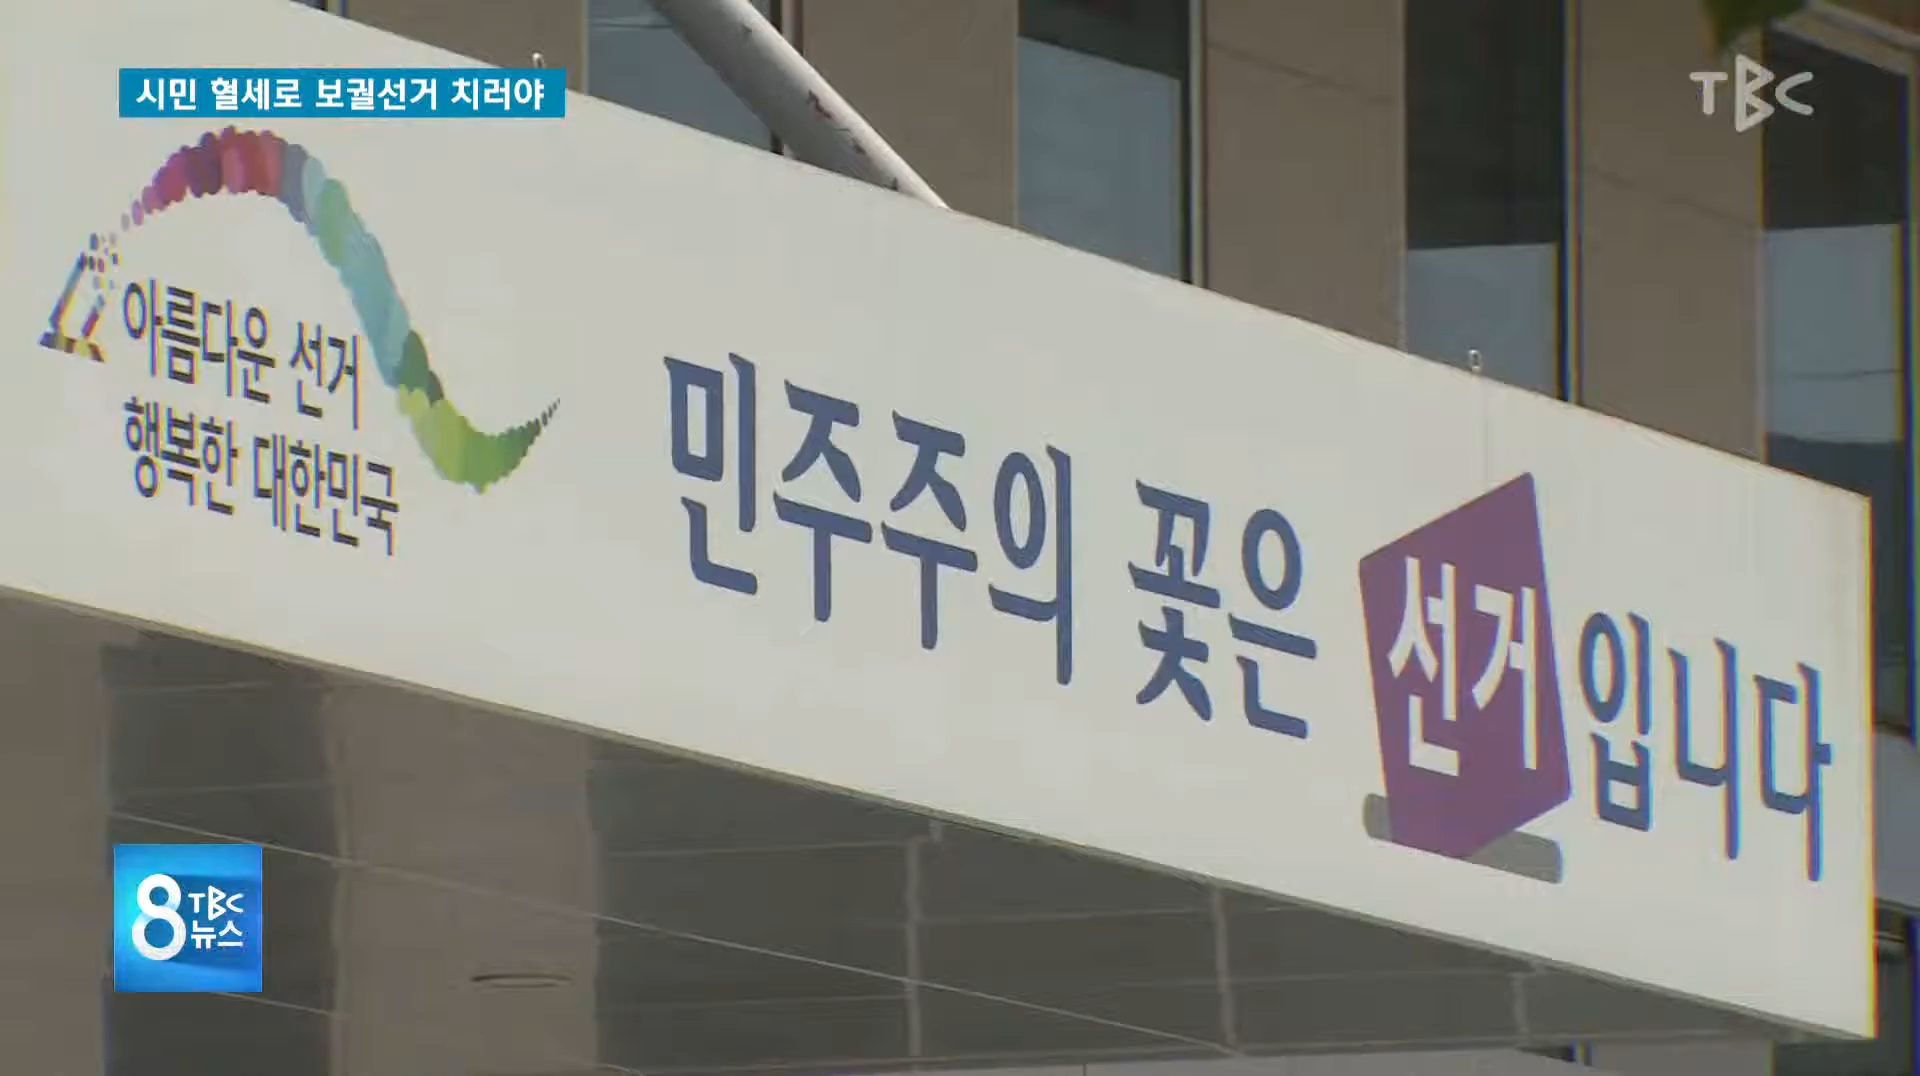 시민 혈세로 보궐선거 치러야
TBC
아름다운 선거
행복한 대한민국
민주주의 꽃은 선거입니다
8 TBC
뉴스